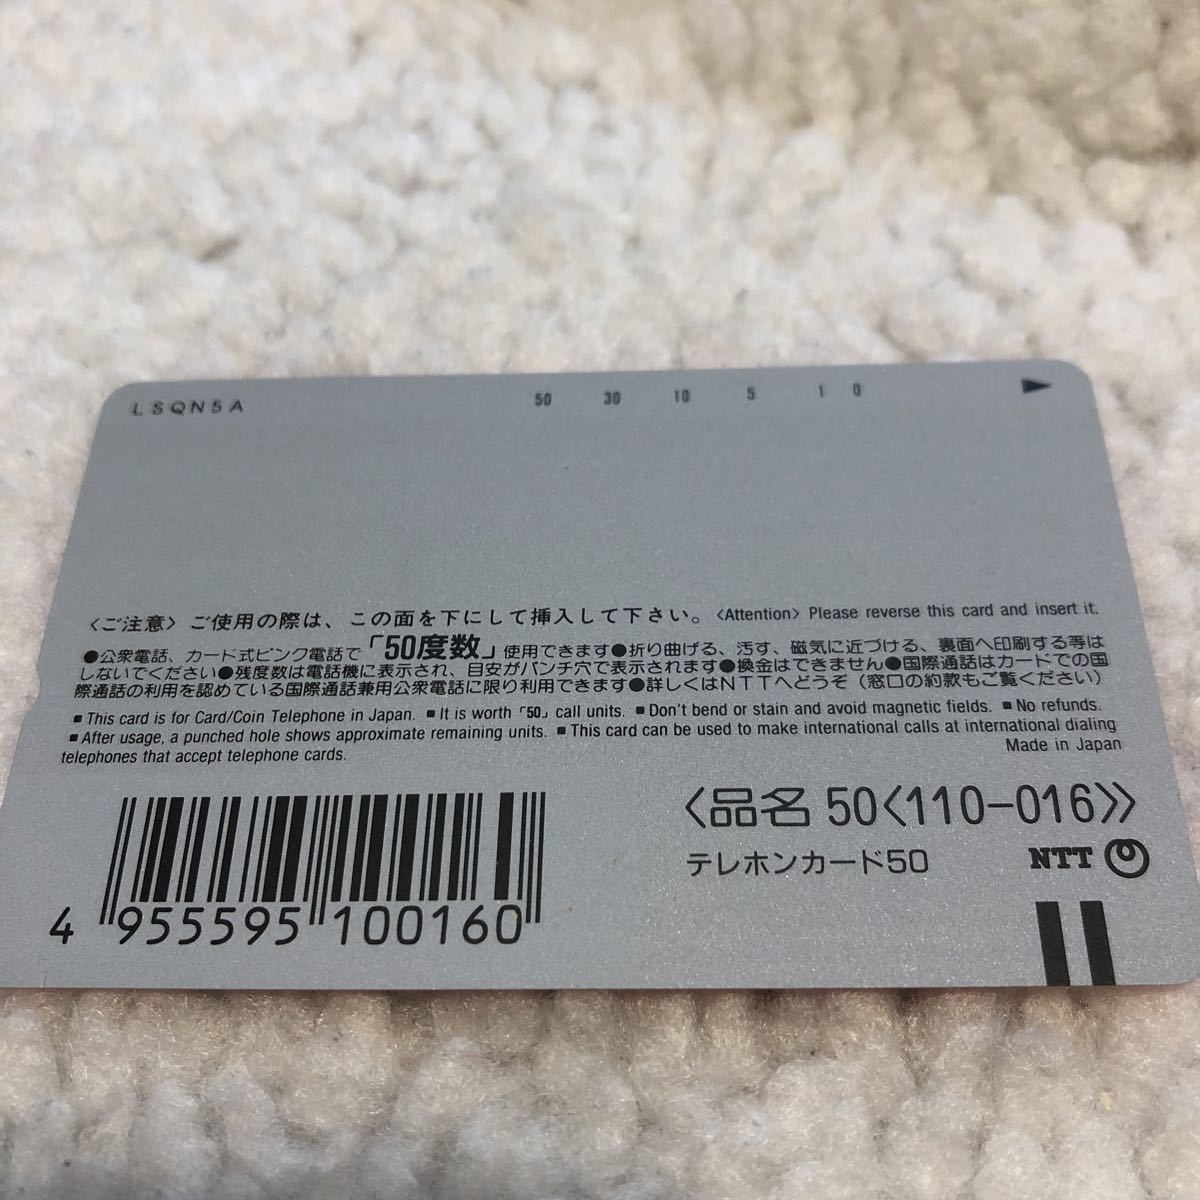 LSQN5A 50 30 10 5 1 0
〈ご注意〉ご使用の際は、この面を下にして挿入して下さい。〈Attention〉 Please reverse this card and insert it.
●公衆電話、カード式ピンク電話で「50度数」使用できます●折り曲げる、汚す、磁気に近づける、裏面へ印刷する等は
しないでください●残度数は電話機に表示され、目安がパンチ穴で表示されます●換金はできません●国際通話はカードでの国
際通話の利用を認めている国際通話兼用公衆電話に限り利用できます●詳しくはNTTへどうぞ（窓口の約款もご覧ください）
■This card is for Card/Coin Telephone in Japan. ■It is worth「50」call units. ■Don't bend or stain and avoid magnetic fields. ■No refunds.
■After usage, a punched hole shows approximate remaining units. ■This card can be used to make international calls at international dialing
telephones that accept telephone cards.
Made in Japan
〈品名 50〈110-016〉〉
テレホンカード50
NTT
4 955595 100160